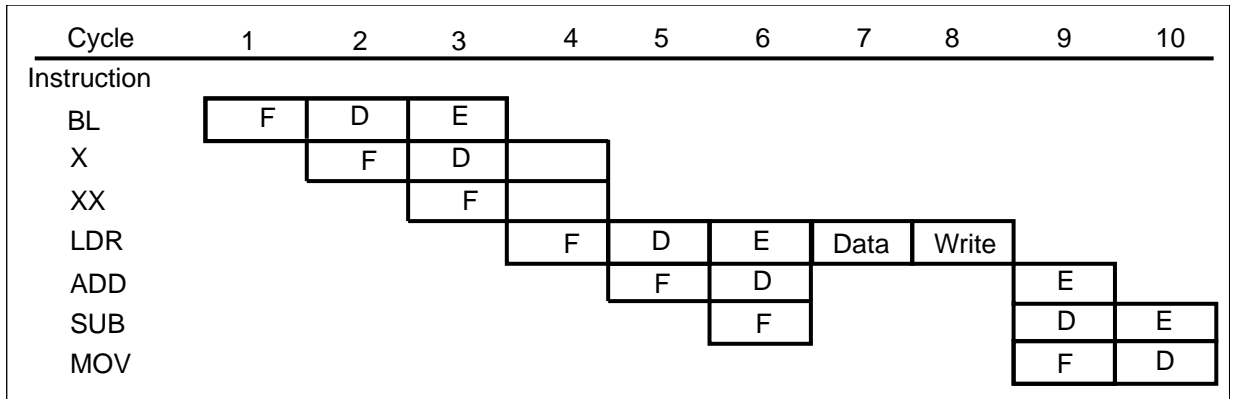 Cycle 1 2 3 4 5 6 7 8 9 10
Instruction
BL F D E
X F D
XX F
LDR F D E Data Write
ADD F D E
SUB F D E
MOV F D